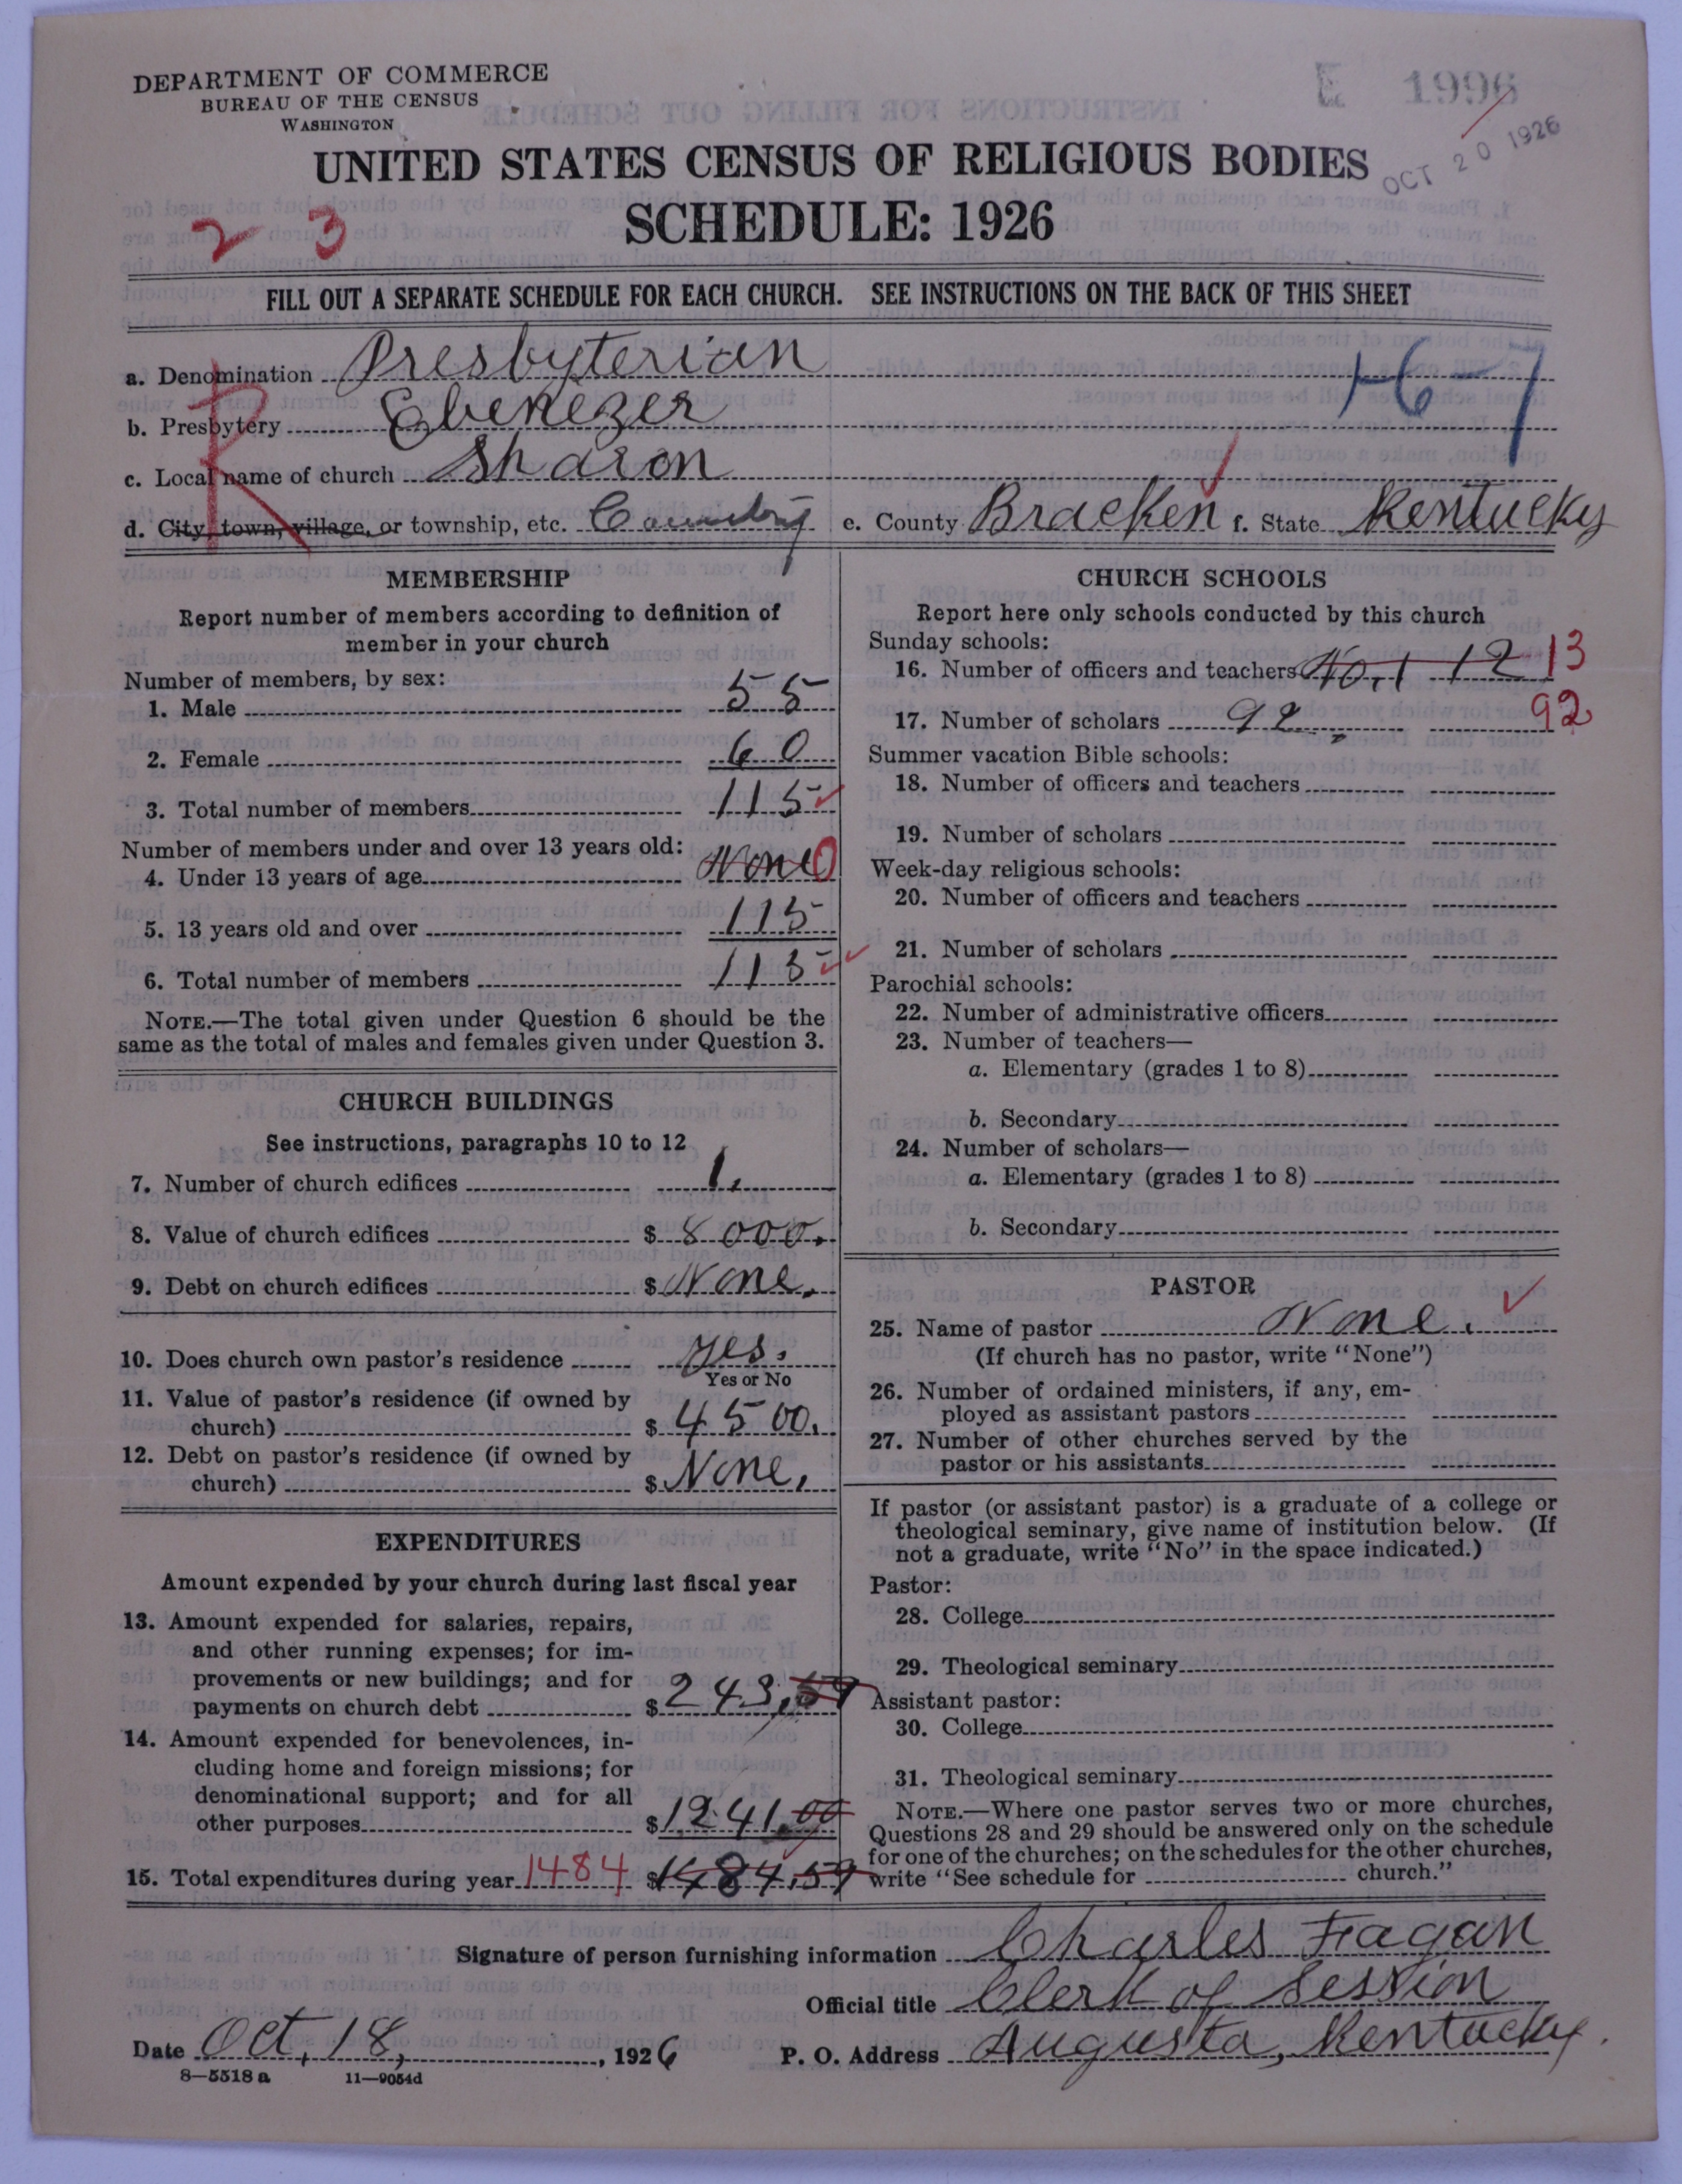 DEPARTMENT OF COMMERCE
BUREAU OF THE CENSUS
WASHINGTON
E 1996
OCT 20 1926
UNITED STATES CENSUS OF RELIGIOUS BODIES
SCHEDULE: 1926
2 3
FILL OUT A SEPARATE SCHEDULE FOR EACH CHURCH. SEE INSTRUCTIONS ON THE BACK OF THIS SHEET
a. Denomination Presbyterian
b. Presbytery Ebenezer
c. Local name of church Sharon
d. City, town, village, or township, etc. Country e. County Bracken f. State Kentucky
R
MEMBERSHIP
Report number of members according to definition of
member in your church
Number of members, by sex:
1. Male 55
2. Female 60
3. Total number of members 115
Number of members under and over 13 years old:
4. Under 13 years of age None 0
5. 13 years old and over 115
6. Total number of members 115
NOTE.—The total given under Question 6 should be the
same as the total of males and females given under Question 3.
CHURCH BUILDINGS
See instructions, paragraphs 10 to 12
7. Number of church edifices 1.
8. Value of church edifices $ 8000.
9. Debt on church edifices $ None.
10. Does church own pastor's residence yes.
Yes or No
11. Value of pastor's residence (if owned by
church) $ 4500.
12. Debt on pastor's residence (if owned by
church) $ None.
EXPENDITURES
Amount expended by your church during last fiscal year
13. Amount expended for salaries, repairs,
and other running expenses; for im-
provements or new buildings; and for
payments on church debt $ 243.59
14. Amount expended for benevolences, in-
cluding home and foreign missions; for
denominational support; and for all
other purposes $ 1241.00
15. Total expenditures during year 1484 $ 1484.59
CHURCH SCHOOLS
Report here only schools conducted by this church
Sunday schools:
16. Number of officers and teachers No. 1 12 13
17. Number of scholars 92 92
Summer vacation Bible schools:
18. Number of officers and teachers
19. Number of scholars
Week-day religious schools:
20. Number of officers and teachers
21. Number of scholars
Parochial schools:
22. Number of administrative officers
23. Number of teachers—
a. Elementary (grades 1 to 8)
b. Secondary
24. Number of scholars—
a. Elementary (grades 1 to 8)
b. Secondary
PASTOR
25. Name of pastor None.
(If church has no pastor, write "None")
26. Number of ordained ministers, if any, em-
ployed as assistant pastors
27. Number of other churches served by the
pastor or his assistants
If pastor (or assistant pastor) is a graduate of a college or
theological seminary, give name of institution below. (If
not a graduate, write "No" in the space indicated.)
Pastor:
28. College
29. Theological seminary
Assistant pastor:
30. College
31. Theological seminary
NOTE.—Where one pastor serves two or more churches,
Questions 28 and 29 should be answered only on the schedule
for one of the churches; on the schedules for the other churches,
write "See schedule for church."
Signature of person furnishing information Charles Fragan
Official title Clerk of Session
Date Oct, 18, , 1926 P. O. Address Augusta, Kentucky.
8—5518 a 11—9054d